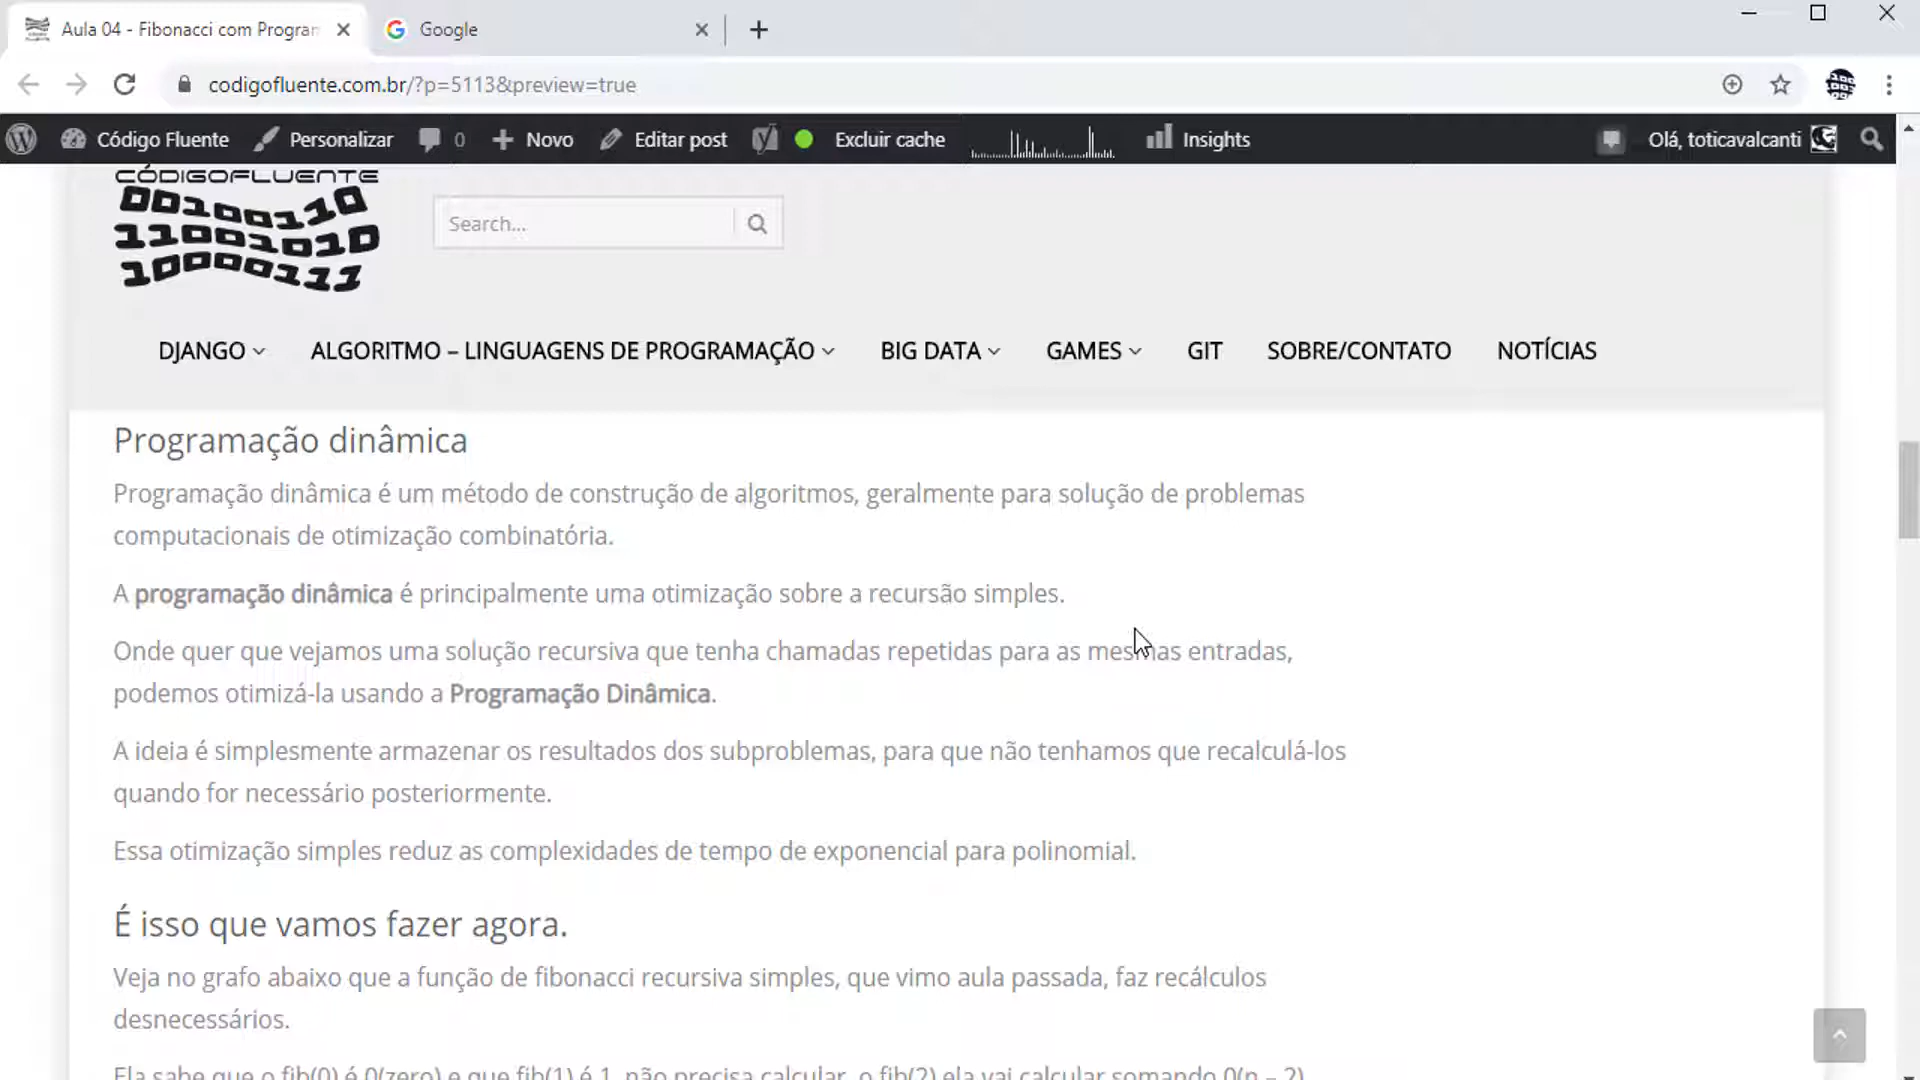 Aula 04 - Fibonacci com Program
Google
codigofluente.com.br/?p=5113&preview=true
Código Fluente
Personalizar
0
Novo
Editar post
Excluir cache
Insights
Olá, toticavalcanti
CÓDIGOFLUENTE
00100110
11001010
10000111
Search...
DJANGO
ALGORITMO – LINGUAGENS DE PROGRAMAÇÃO
BIG DATA
GAMES
GIT
SOBRE/CONTATO
NOTÍCIAS
Programação dinâmica
Programação dinâmica é um método de construção de algoritmos, geralmente para solução de problemas
computacionais de otimização combinatória.
A programação dinâmica é principalmente uma otimização sobre a recursão simples.
Onde quer que vejamos uma solução recursiva que tenha chamadas repetidas para as mesmas entradas,
podemos otimizá-la usando a Programação Dinâmica.
A ideia é simplesmente armazenar os resultados dos subproblemas, para que não tenhamos que recalculá-los
quando for necessário posteriormente.
Essa otimização simples reduz as complexidades de tempo de exponencial para polinomial.
É isso que vamos fazer agora.
Veja no grafo abaixo que a função de fibonacci recursiva simples, que vimo aula passada, faz recálculos
desnecessários.
Ela sabe que o fib(0) é 0(zero) e que fib(1) é 1, não precisa calcular, o fib(2) ela vai calcular somando 0(n – 2)